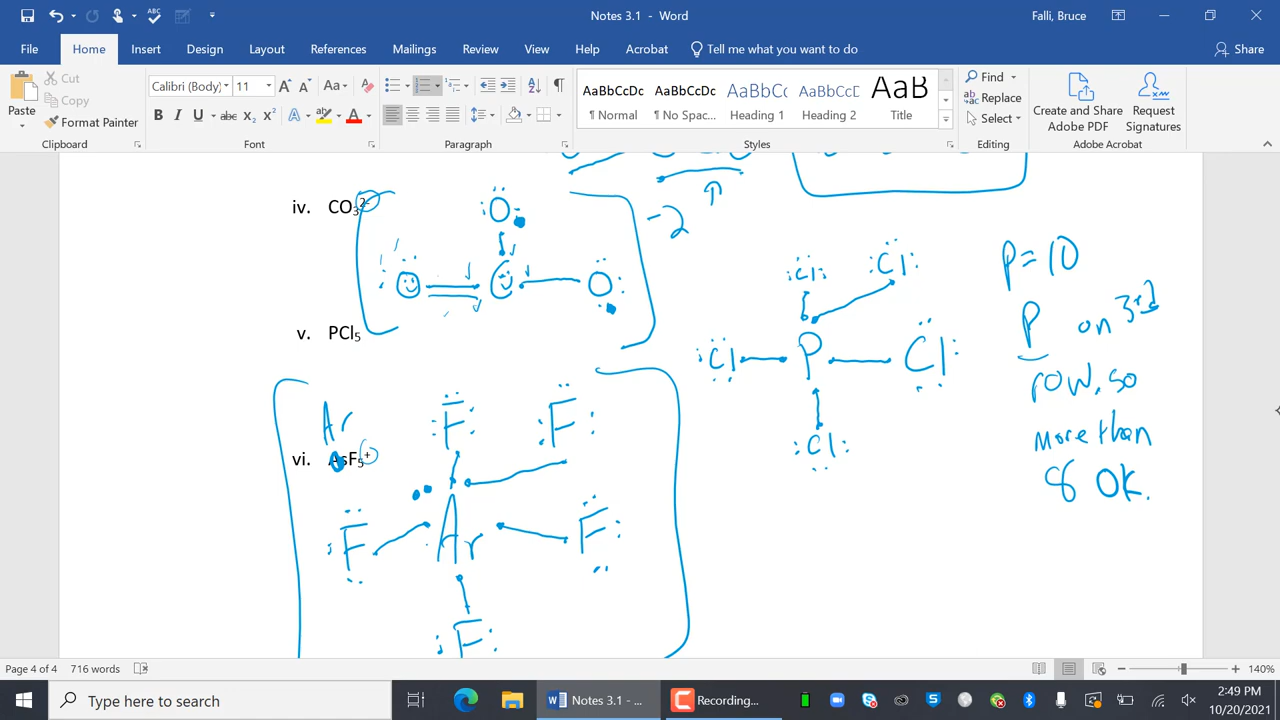 Notes 3.1 - Word
Falli, Bruce
File Home Insert Design Layout References Mailings Review View Help Acrobat Tell me what you want to do Share
Paste
Cut
Copy
Format Painter
Clipboard
Calibri (Body) 11
Font
Paragraph
AaBbCcDc AaBbCcDc AaBbCc AaBbCcD AaB
¶ Normal ¶ No Spac... Heading 1 Heading 2 Title
Styles
Find
Replace
Select
Editing
Create and Share Adobe PDF
Request Signatures
Adobe Acrobat
iv. CO₃²⁻
O
O C O
-2
v. PCl₅
Cl Cl
Cl P Cl
Cl
P = 10
P on 3rd
row, so
more than
8 OK.
Ar
vi. AsF₅⁺
F F
F Ar F
F
Page 4 of 4 716 words 140%
Type here to search
Notes 3.1 - ...
Recording...
2:49 PM
10/20/2021